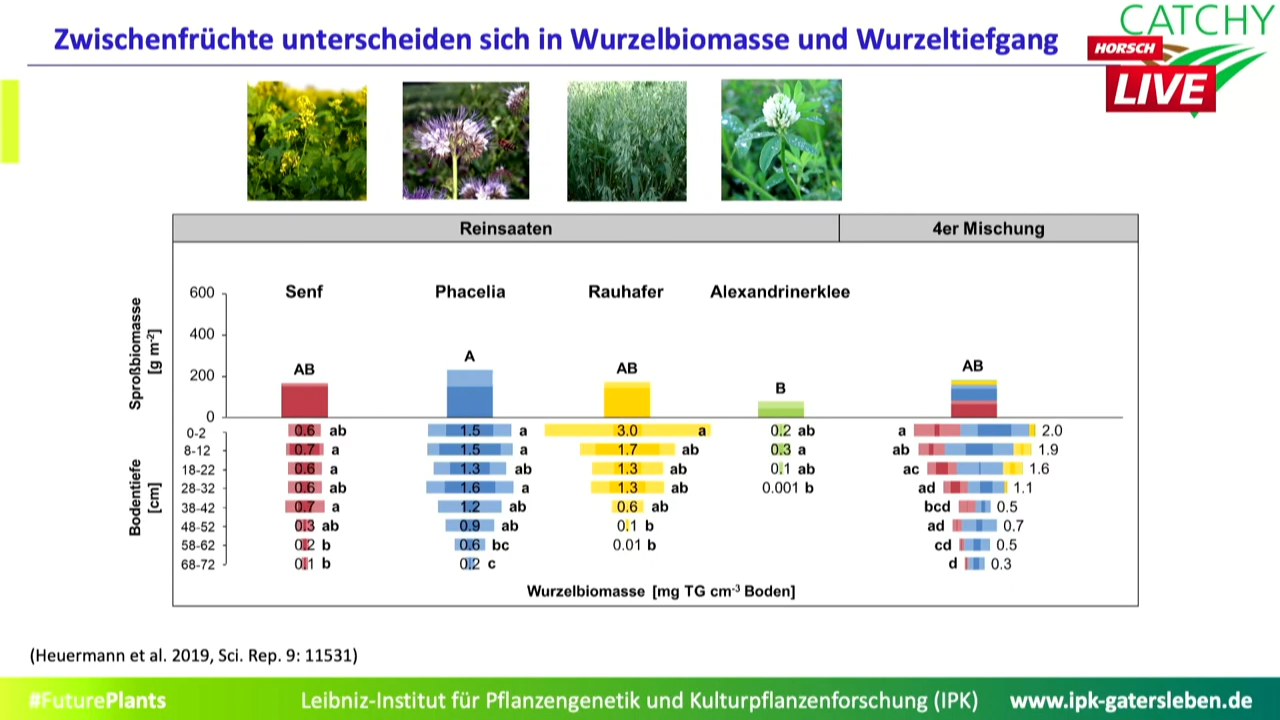 Zwischenfrüchte unterscheiden sich in Wurzelbiomasse und Wurzeltiefgang
CATCHY
HORSCH
LIVE
Reinsaaten
4er Mischung
Senf
Phacelia
Rauhafer
Alexandrinerklee
Sproßbiomasse
[g m-2]
600
400
200
0
AB
A
AB
B
AB
Bodentiefe
[cm]
0-2 0.6 ab 1.5 a 3.0 a 0.2 ab a 2.0
8-12 0.7 a 1.5 a 1.7 ab 0.3 a ab 1.9
18-22 0.6 a 1.3 ab 1.3 ab 0.1 ab ac 1.6
28-32 0.6 ab 1.6 a 1.3 ab 0.001 b ad 1.1
38-42 0.7 a 1.2 ab 0.6 ab bcd 0.5
48-52 0.3 ab 0.9 ab 0.1 b ad 0.7
58-62 0.2 b 0.6 bc 0.01 b cd 0.5
68-72 0.1 b 0.2 c d 0.3
Wurzelbiomasse [mg TG cm-3 Boden]
(Heuermann et al. 2019, Sci. Rep. 9: 11531)
#FuturePlants
Leibniz-Institut für Pflanzengenetik und Kulturpflanzenforschung (IPK)
www.ipk-gatersleben.de